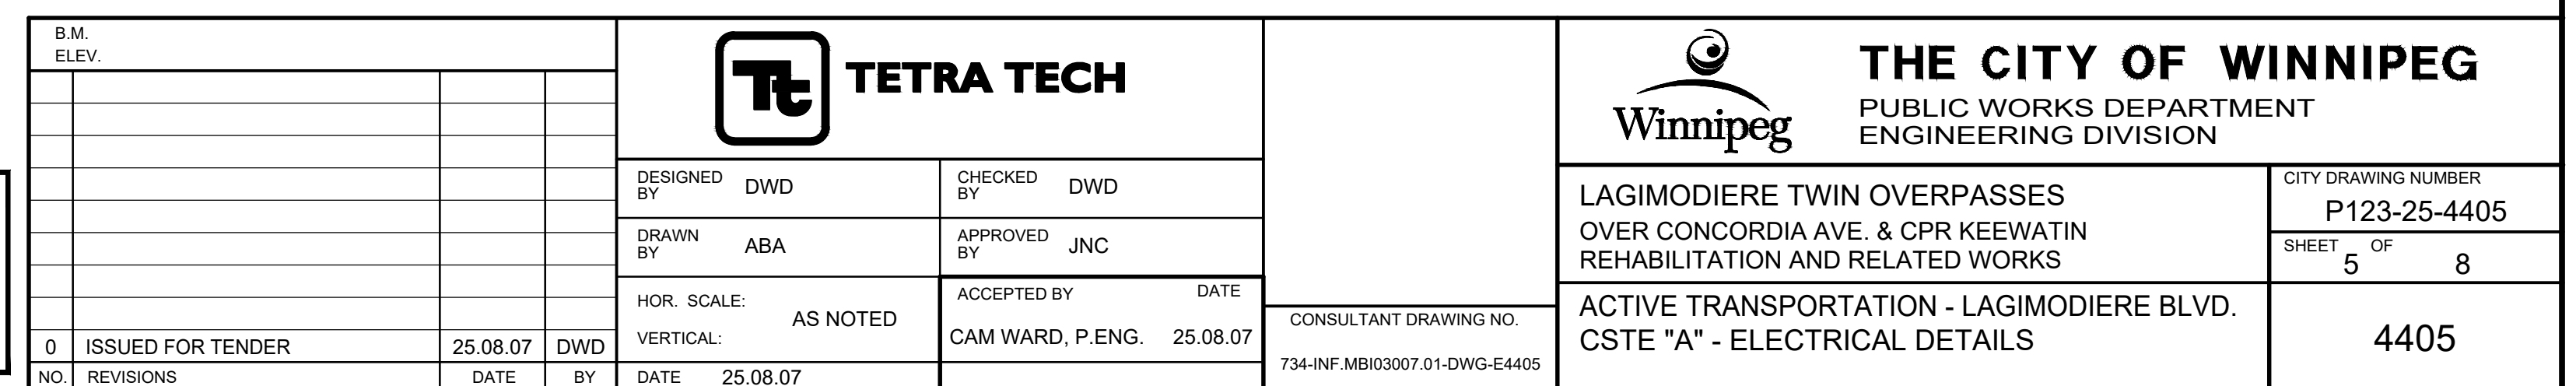 B.M.
ELEV.
0 ISSUED FOR TENDER 25.08.07 DWD
NO. REVISIONS DATE BY
Tt TETRA TECH
DESIGNED BY DWD
CHECKED BY DWD
DRAWN BY ABA
APPROVED BY JNC
HOR. SCALE:
AS NOTED
VERTICAL:
DATE 25.08.07
ACCEPTED BY DATE
CAM WARD, P.ENG. 25.08.07
CONSULTANT DRAWING NO.
734-INF.MBI03007.01-DWG-E4405
Winnipeg
THE CITY OF WINNIPEG
PUBLIC WORKS DEPARTMENT
ENGINEERING DIVISION
LAGIMODIERE TWIN OVERPASSES
OVER CONCORDIA AVE. & CPR KEEWATIN
REHABILITATION AND RELATED WORKS
CITY DRAWING NUMBER
P123-25-4405
SHEET 5 OF 8
ACTIVE TRANSPORTATION - LAGIMODIERE BLVD.
CSTE "A" - ELECTRICAL DETAILS
4405